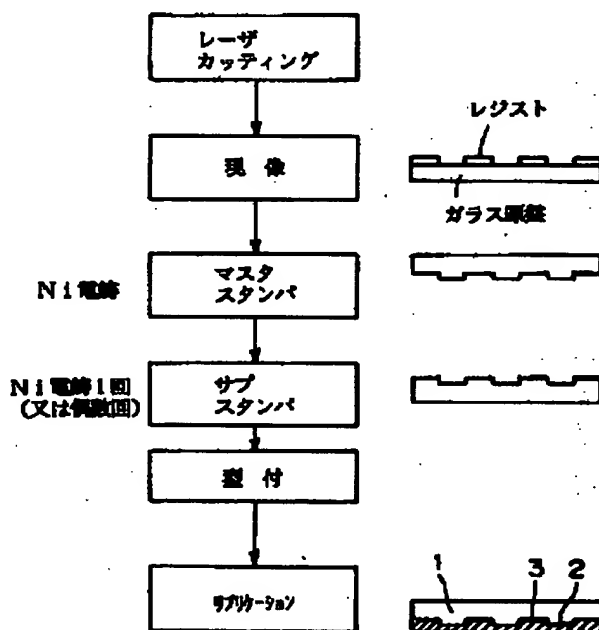 レーザ
カッティング
レジスト
現 像
ガラス原盤
Ni電鋳
マスタ
スタンパ
Ni電鋳1回
(又は偶数回)
サブ
スタンパ
型 付
1
3
2
リプリケーション